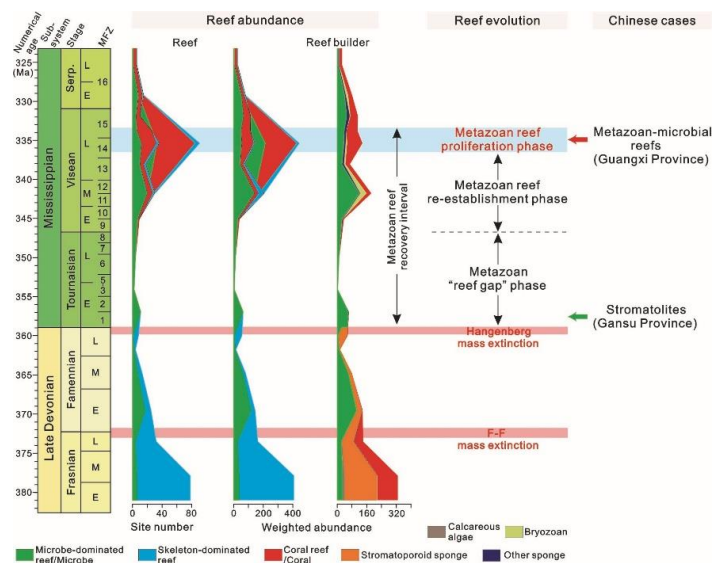 Reef abundance
Reef evolution
Chinese cases
Numerical age
(Ma)
Sub-system
Stage
MFZ
Reef
Reef
Reef builder
325
330
335
340
345
350
355
360
365
370
375
380
Mississippian
Late Devonian
Serp.
Visean
Tournaisian
Famennian
Frasnian
L
E
L
M
E
L
E
L
M
E
L
M
E
16
15
14
13
12
11
10
9
8
7
6
5
3
2
1
Metazoan reef
recovery interval
Metazoan reef
proliferation phase
Metazoan reef
re-establishment phase
Metazoan
"reef gap" phase
Hangenberg
mass extinction
F-F
mass extinction
Metazoan-microbial
reefs
(Guangxi Province)
Stromatolites
(Gansu Province)
0 40 80
0 200 400
0 160 320
Site number
Weighted abundance
Calcareous
algae
Bryozoan
Microbe-dominated
reef/Microbe
Skeleton-dominated
reef
Coral reef
/Coral
Stromatoporoid sponge
Other sponge